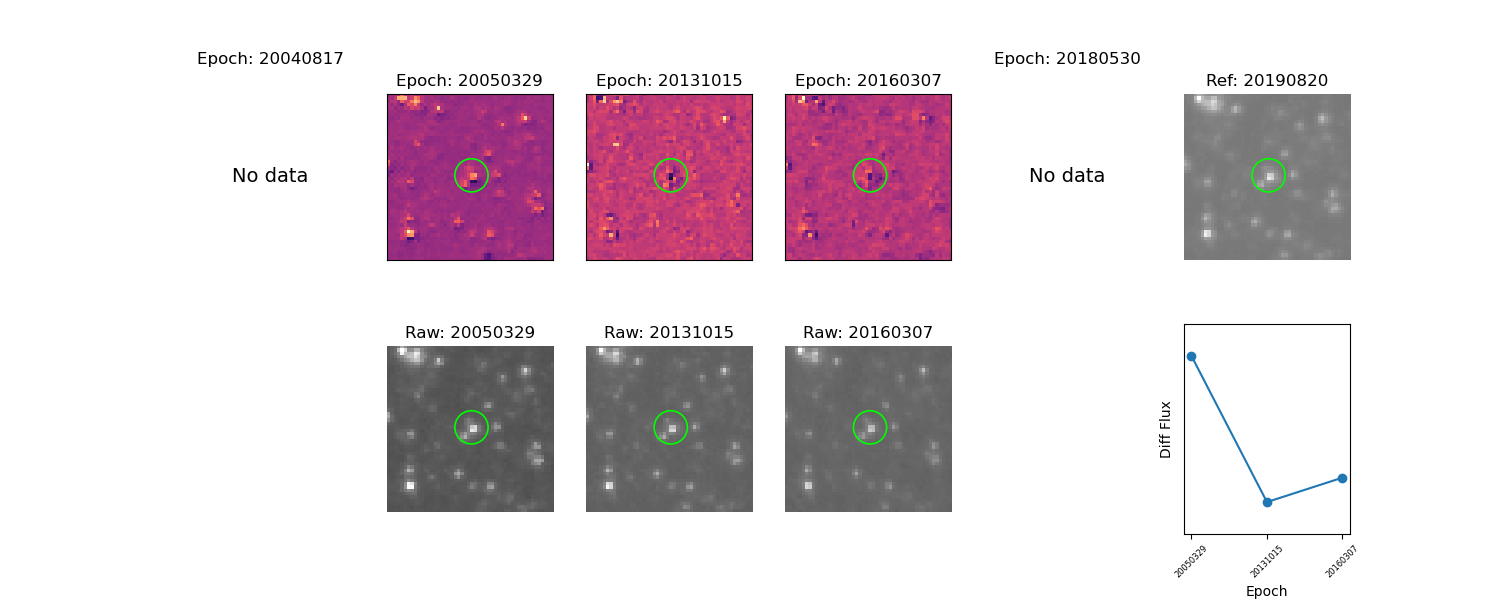 Epoch: 20040817
No data
Epoch: 20050329
Epoch: 20131015
Epoch: 20160307
Epoch: 20180530
No data
Ref: 20190820
Raw: 20050329
Raw: 20131015
Raw: 20160307
Diff Flux
20050329
20131015
20160307
Epoch